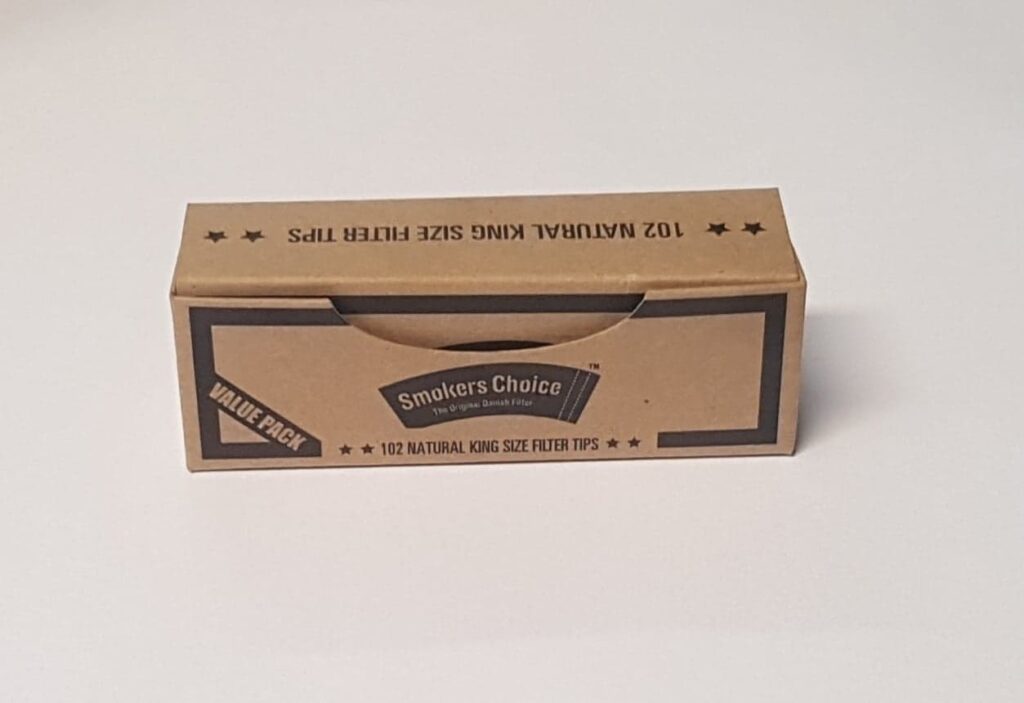 ★ ★ 102 NATURAL KING SIZE FILTER TIPS ★ ★
Smokers Choice™
The Original Danish Filter
VALUE PACK
★ ★ 102 NATURAL KING SIZE FILTER TIPS ★ ★